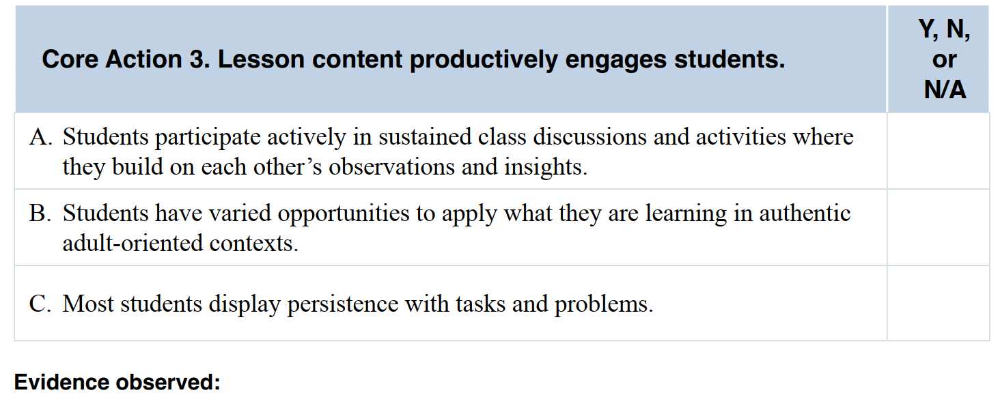 Core Action 3. Lesson content productively engages students.
Y, N,
or
N/A
A. Students participate actively in sustained class discussions and activities where
they build on each other’s observations and insights.
B. Students have varied opportunities to apply what they are learning in authentic
adult-oriented contexts.
C. Most students display persistence with tasks and problems.
Evidence observed: